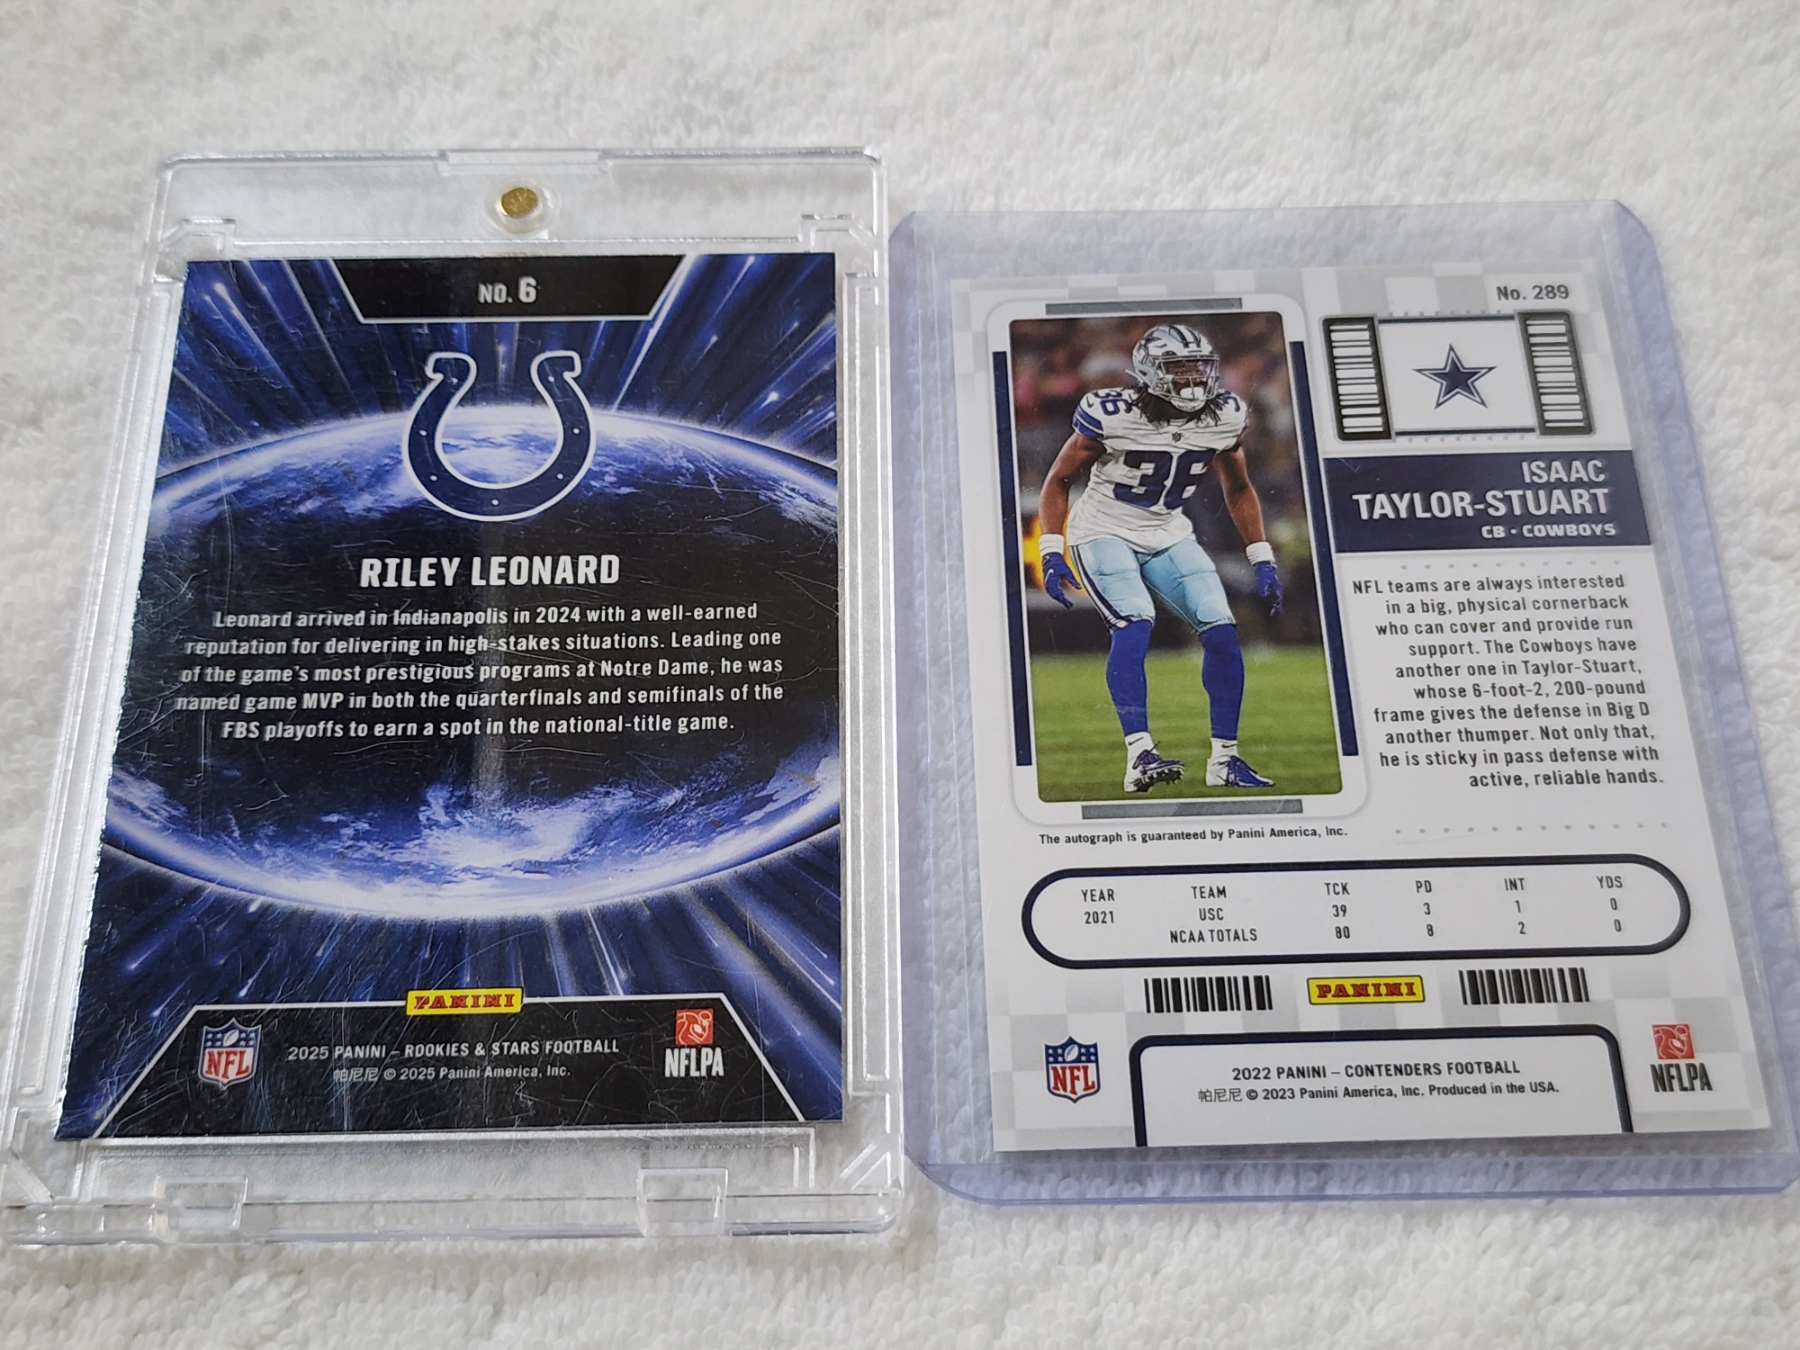 NO. 6
RILEY LEONARD
Leonard arrived in Indianapolis in 2024 with a well-earned
reputation for delivering in high-stakes situations. Leading one
of the game's most prestigious programs at Notre Dame, he was
named game MVP in both the quarterfinals and semifinals of the
FBS playoffs to earn a spot in the national-title game.
PANINI
NFL
2025 PANINI – ROOKIES & STARS FOOTBALL
帕尼尼 © 2025 Panini America, Inc.
NFLPA
No. 289
36
36
ISAAC
TAYLOR-STUART
CB • COWBOYS
NFL teams are always interested
in a big, physical cornerback
who can cover and provide run
support. The Cowboys have
another one in Taylor-Stuart,
whose 6-foot-2, 200-pound
frame gives the defense in Big D
another thumper. Not only that,
he is sticky in pass defense with
active, reliable hands.
The autograph is guaranteed by Panini America, Inc.
YEAR TEAM TCK PD INT YDS
2021 USC 39 3 1 0
NCAA TOTALS 80 8 2 0
PANINI
NFL
2022 PANINI – CONTENDERS FOOTBALL
帕尼尼 © 2023 Panini America, Inc. Produced in the USA.
NFLPA